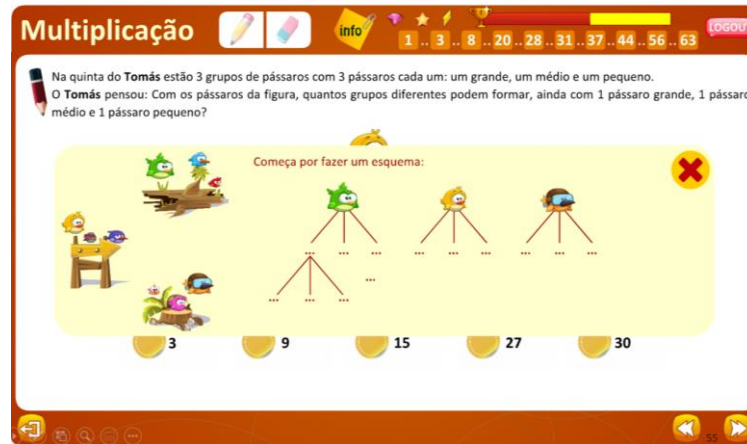 Multiplicação
info
1 .. 3 .. 8 .. 20 .. 28 .. 31 .. 37 .. 44 .. 56 .. 63
LOGOU
Na quinta do Tomás estão 3 grupos de pássaros com 3 pássaros cada um: um grande, um médio e um pequeno.
O Tomás pensou: Com os pássaros da figura, quantos grupos diferentes podem formar, ainda com 1 pássaro grande, 1 pássaro
médio e 1 pássaro pequeno?
Começa por fazer um esquema:
... ... ... ... ... ... ... ... ...
...
... ... ...
3 9 15 27 30
55